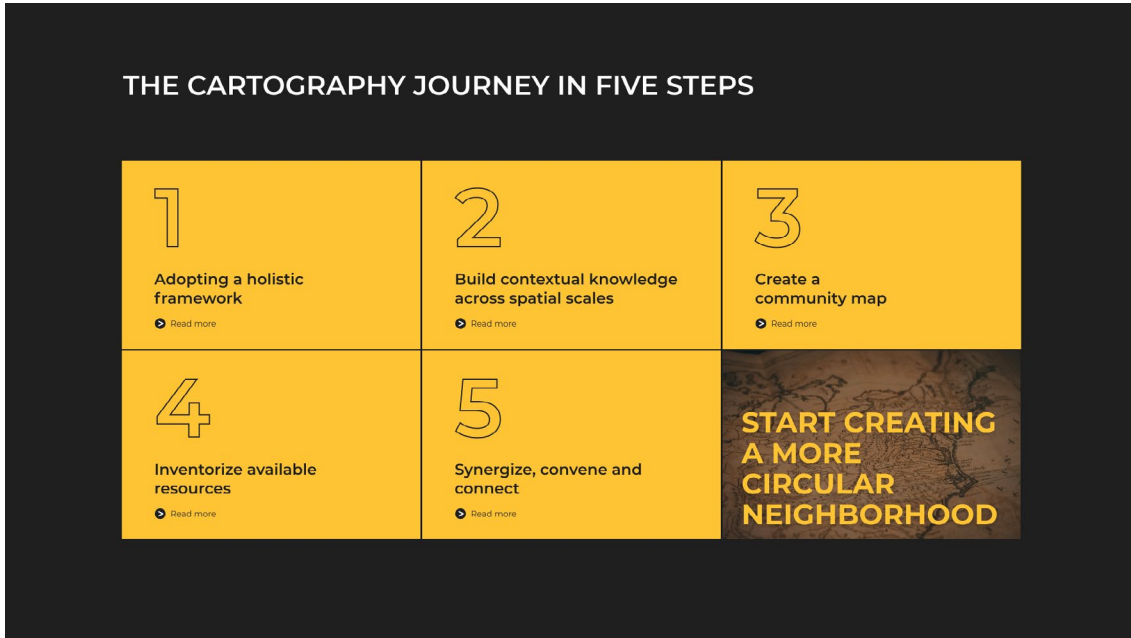 THE CARTOGRAPHY JOURNEY IN FIVE STEPS
1
Adopting a holistic
framework
Read more
2
Build contextual knowledge
across spatial scales
Read more
3
Create a
community map
Read more
4
Inventorize available
resources
Read more
5
Synergize, convene and
connect
Read more
START CREATING
A MORE
CIRCULAR
NEIGHBORHOOD